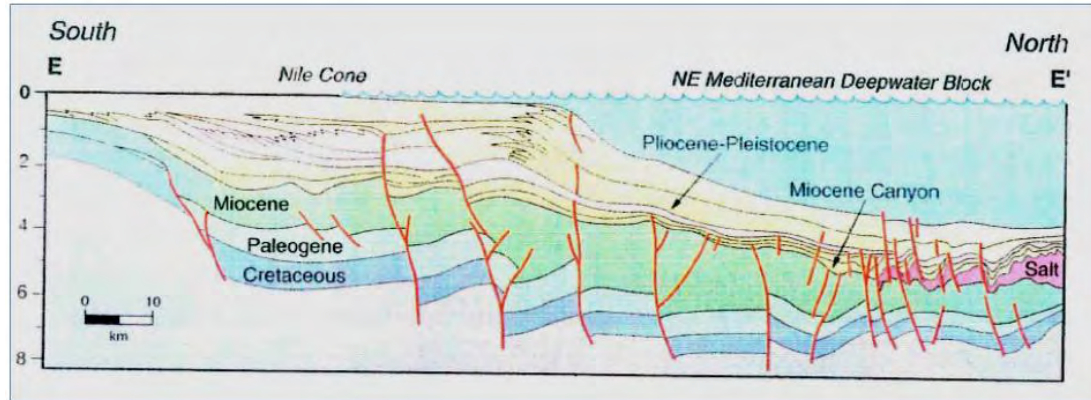 South
North
E
E'
Nile Cone
NE Mediterranean Deepwater Block
0
2
4
6
8
Pliocene-Pleistocene
Miocene Canyon
Miocene
Paleogene
Cretaceous
Salt
0 10
km